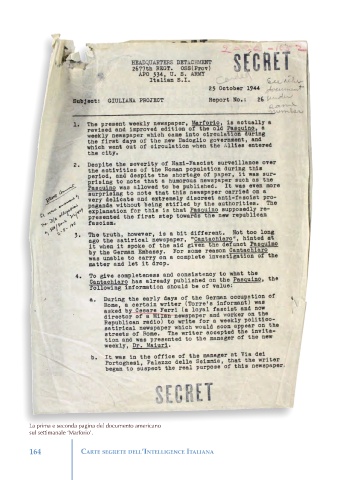 HEADQUARTERS DETACHMENT
2677th REGT. OSS(Prov)
APO 534, U. S. ARMY
Italian S.I.
SECRET
23 October 1944
Subject: GIULIANA PROJECT
Report No.: 26
1. The present weekly newspaper, Marforio, is actually a
revised and improved edition of the old Pasquino, a
weekly newspaper which came into circulation during
the first days of the new Badoglio government, and
which went out of circulation when the Allies entered
the city.
2. Despite the severity of Nazi-Fascist surveillance over
the activities of the Roman population during this
period, and despite the shortage of paper, it was sur-
prising to note that a humorous newspaper such as the
Pasquino was allowed to be published. It was even more
surprising to note that this newspaper carried on a
very delicate and extremely discreet anti-fascist pro-
paganda without being stifled by the authorities. The
explanation for this is that Pasquino supposedly re-
presented the first step towards the new republican
fascism.
3. The truth, however, is a bit different. Not too long
ago the satirical newspaper, "Cantachiaro", hinted at
it when it spoke of the aid given the defunct Pasquino
by the German Embassy. For some reason Cantachiaro
was unable to carry on a complete investigation of the
matter and let it drop.
4. To give completeness and consistency to what the
Cantachiaro has already published on the Pasquino, the
following information should be of value:
a. During the early days of the German occupation of
Rome, a certain writer (Torre's informant) was
asked by Cesare Ferri (a loyal fascist and now
director of a Milan newspaper and worker on the
Republican radio) to write for a weekly politico-
satirical newspaper which would soon appear on the
streets of Rome. The writer accepted the invita-
tion and was presented to the manager of the new
weekly, Dr. Maiuri.
b. It was in the office of the manager at Via dei
Portoghesi, Palazzo delle Scimmie, that the writer
began to suspect the real purpose of this newspaper.
SECRET
La prima e seconda pagina del documento americano
sul settimanale 'Marforio'.
164 CARTE SEGRETE DELL'INTELLIGENCE ITALIANA